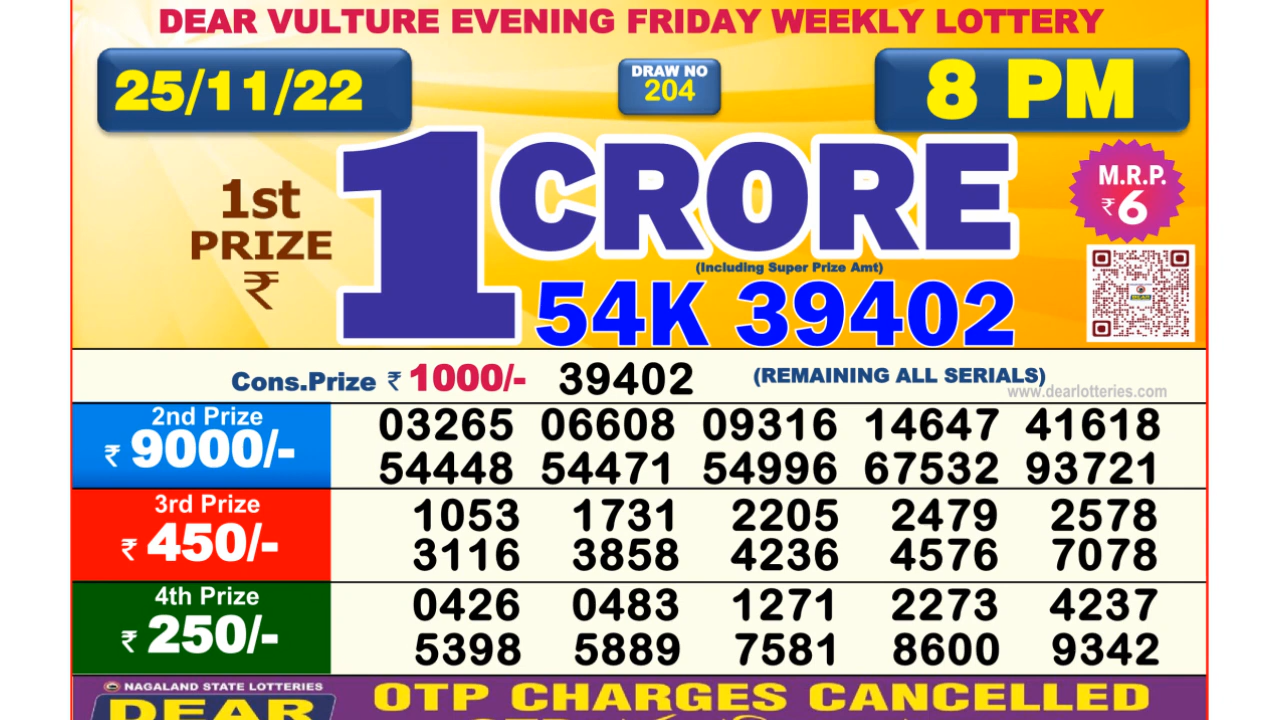 DEAR VULTURE EVENING FRIDAY WEEKLY LOTTERY
25/11/22
DRAW NO
204
8 PM
1st
PRIZE
₹
1 CRORE
(Including Super Prize Amt)
54K 39402
M.R.P.
₹6
Cons.Prize ₹ 1000/- 39402 (REMAINING ALL SERIALS)
www.dearlotteries.com
2nd Prize
₹ 9000/-
03265 06608 09316 14647 41618
54448 54471 54996 67532 93721
3rd Prize
₹ 450/-
1053 1731 2205 2479 2578
3116 3858 4236 4576 7078
4th Prize
₹ 250/-
0426 0483 1271 2273 4237
5398 5889 7581 8600 9342
NAGALAND STATE LOTTERIES
DEAR
OTP CHARGES CANCELLED